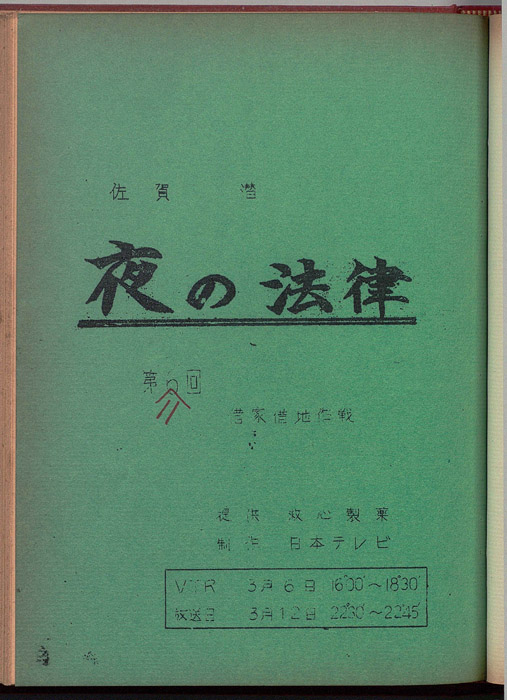 佐賀 潜
夜の法律
第 回
借家借地作戦
提供 救心製薬
制作 日本テレビ
VTR 3月6日 16°00'～18°30'
放送日 3月12日 22°30'～22°45'